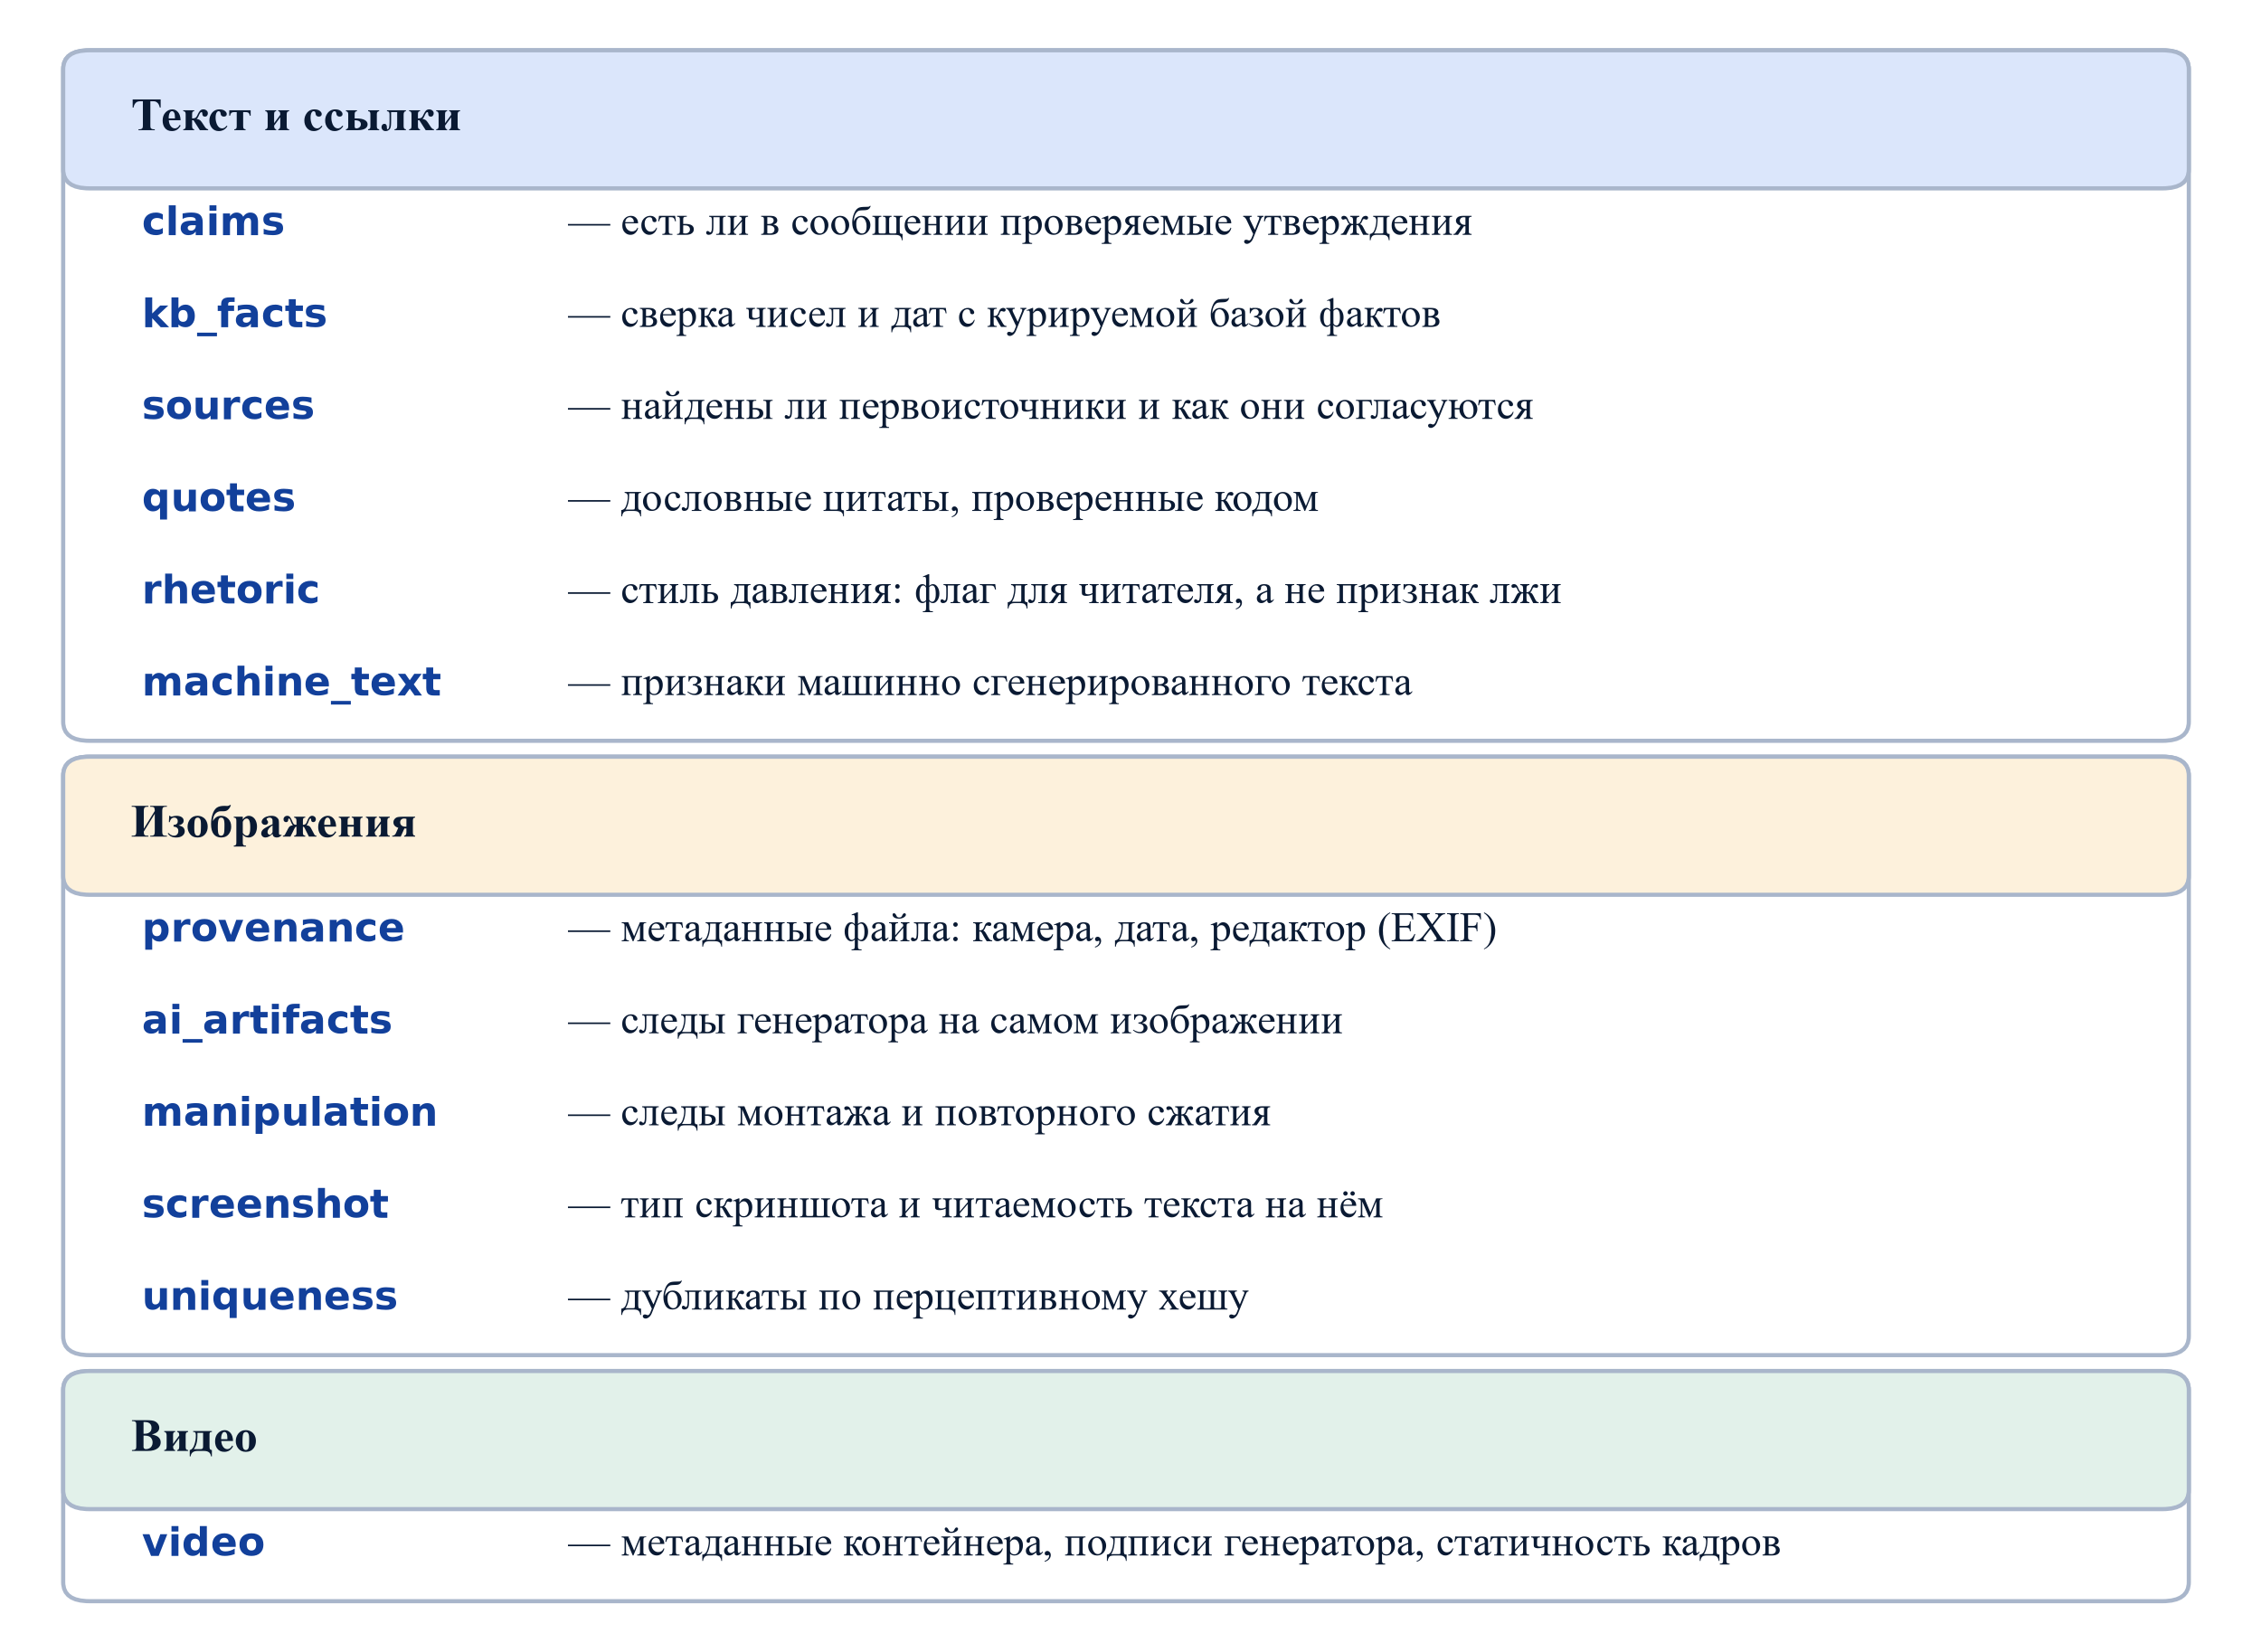 Текст и ссылки
claims — есть ли в сообщении проверяемые утверждения
kb_facts — сверка чисел и дат с курируемой базой фактов
sources — найдены ли первоисточники и как они согласуются
quotes — дословные цитаты, проверенные кодом
rhetoric — стиль давления: флаг для читателя, а не признак лжи
machine_text — признаки машинно сгенерированного текста
Изображения
provenance — метаданные файла: камера, дата, редактор (EXIF)
ai_artifacts — следы генератора на самом изображении
manipulation — следы монтажа и повторного сжатия
screenshot — тип скриншота и читаемость текста на нём
uniqueness — дубликаты по перцептивному хешу
Видео
video — метаданные контейнера, подписи генератора, статичность кадров